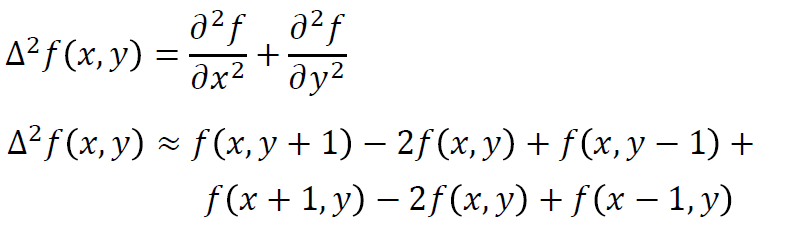 Δ²f(x, y) = ∂²f/∂x² + ∂²f/∂y²
Δ²f(x, y) ≈ f(x, y + 1) − 2f(x, y) + f(x, y − 1) +
f(x + 1, y) − 2f(x, y) + f(x − 1, y)